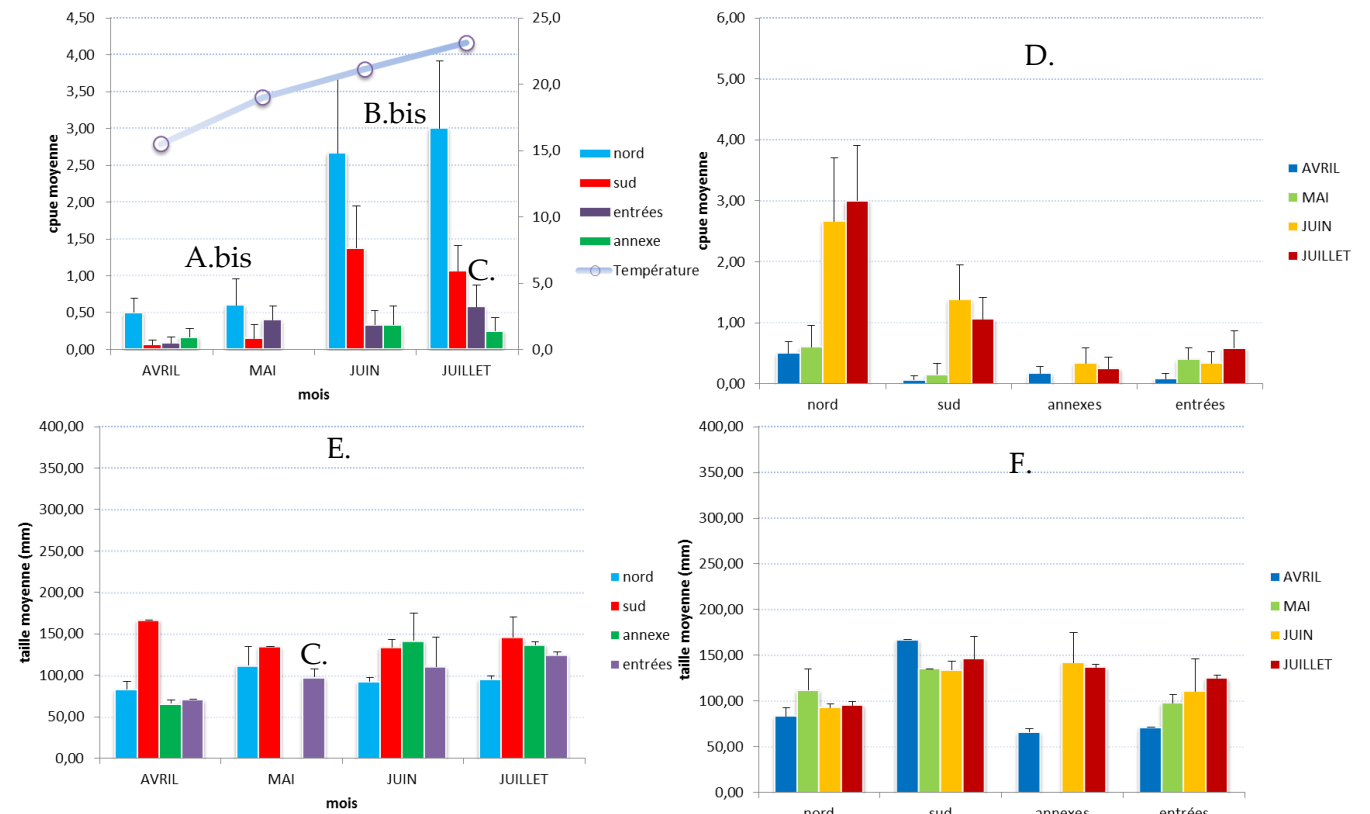 4,50
4,00
3,50
3,00
2,50
2,00
1,50
1,00
0,50
0,00
cpue moyenne
25,0
20,0
15,0
10,0
5,0
0,0
A.bis
B.bis
C.
AVRIL
MAI
JUIN
JUILLET
mois
nord
sud
entrées
annexe
Température
D.
6,00
5,00
4,00
3,00
2,00
1,00
0,00
cpue moyenne
nord
sud
annexes
entrées
AVRIL
MAI
JUIN
JUILLET
E.
400,00
350,00
300,00
250,00
200,00
150,00
100,00
50,00
0,00
taille moyenne (mm)
C.
AVRIL
MAI
JUIN
JUILLET
mois
nord
sud
annexe
entrées
F.
400,00
350,00
300,00
250,00
200,00
150,00
100,00
50,00
0,00
taille moyenne (mm)
nord
sud
annexes
entrées
AVRIL
MAI
JUIN
JUILLET